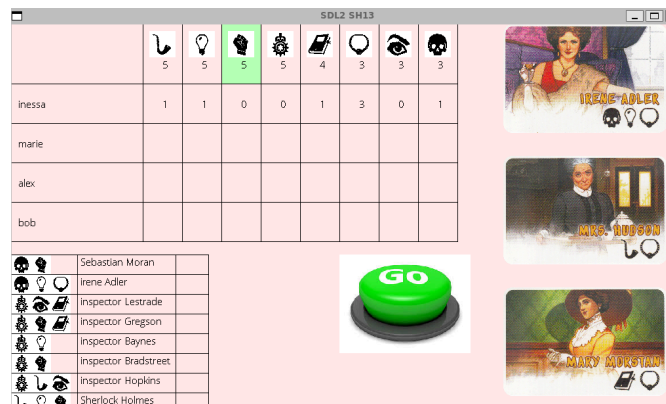 SDL2 SH13
5 5 5 5 4 3 3 3
inessa 1 1 0 0 1 3 0 1
marie
alex
bob
IRENE ADLER
MRS. HUDSON
MARY MORSTAN
Sebastian Moran
irene Adler
inspector Lestrade
inspector Gregson
inspector Baynes
inspector Bradstreet
inspector Hopkins
Sherlock Holmes
Go